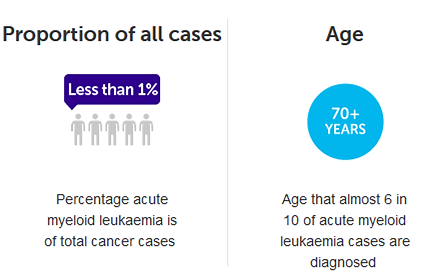 Proportion of all cases
Less than 1%
Percentage acute
myeloid leukaemia is
of total cancer cases
Age
70+
YEARS
Age that almost 6 in
10 of acute myeloid
leukaemia cases are
diagnosed